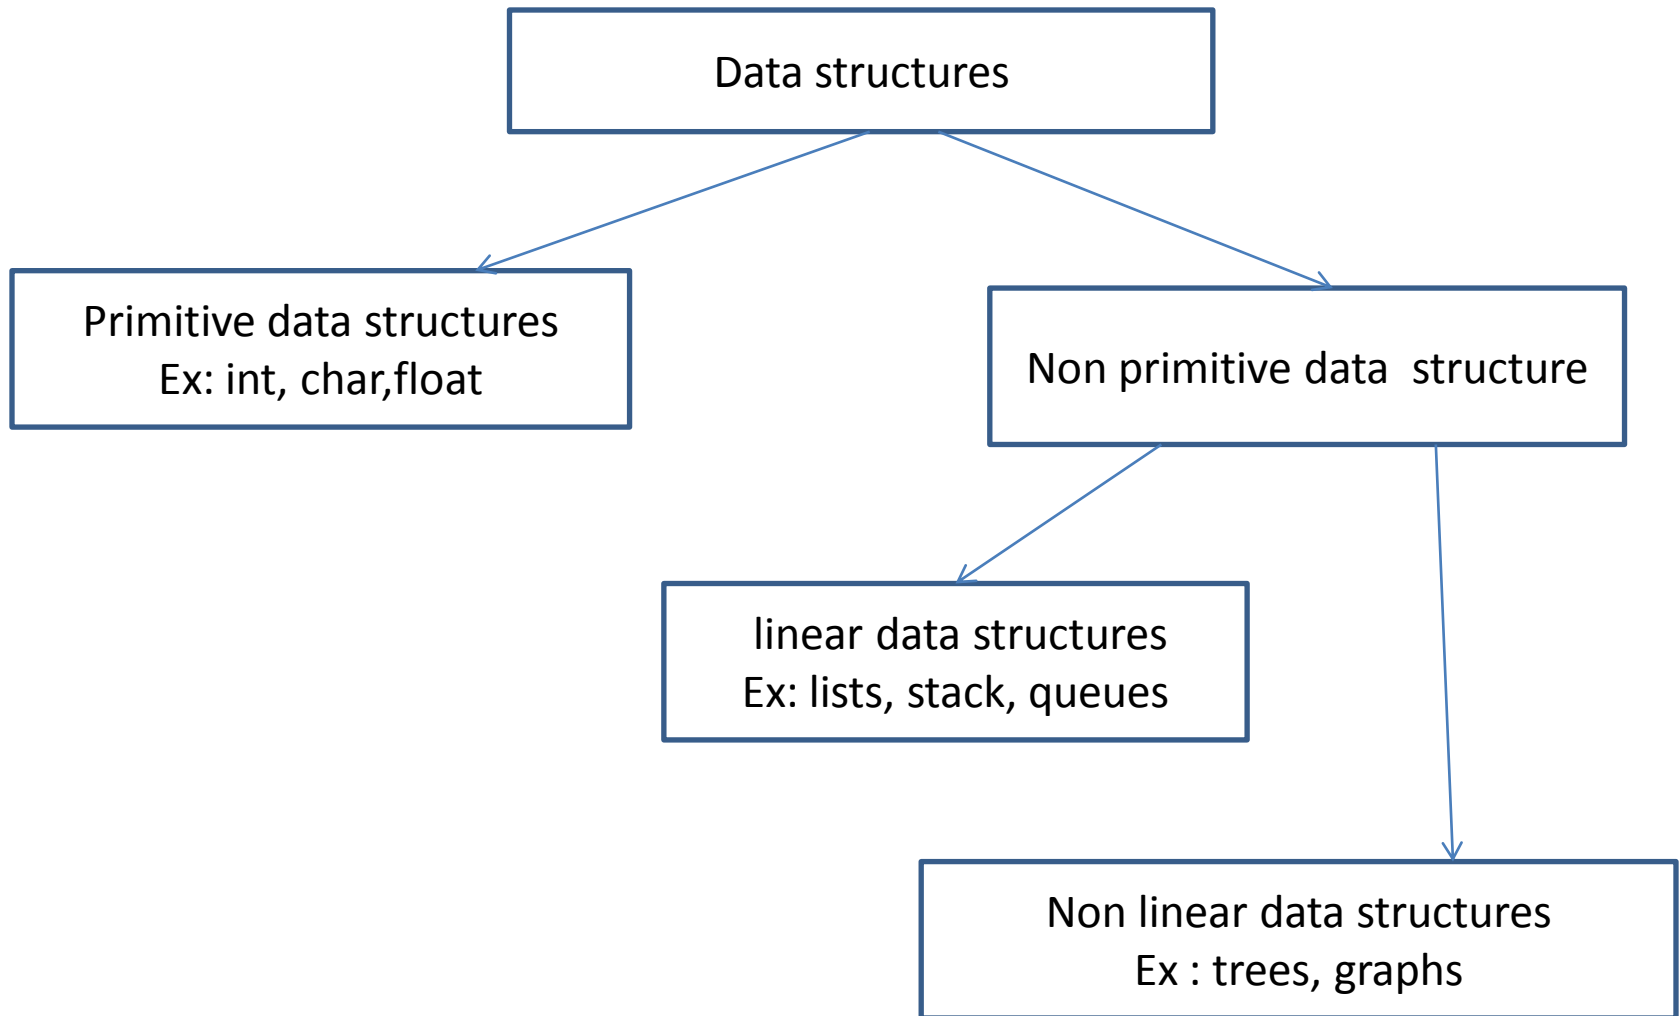 Data structures
Primitive data structures
Ex: int, char,float
Non primitive data  structure
linear data structures
Ex: lists, stack, queues
Non linear data structures
Ex : trees, graphs